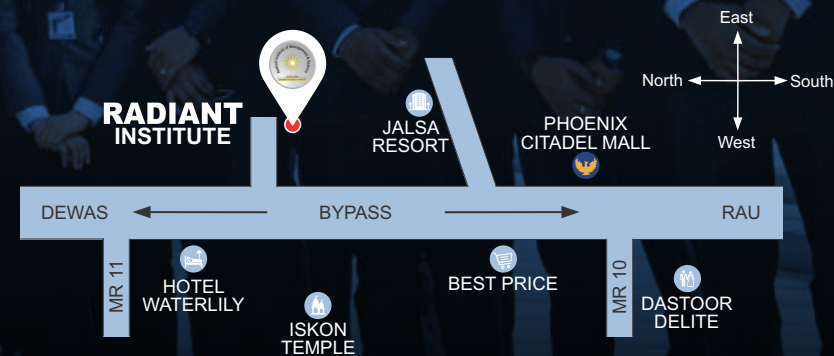 East
North
South
West
RADIANT
INSTITUTE
JALSA
RESORT
PHOENIX
CITADEL MALL
DEWAS
BYPASS
RAU
MR 11
HOTEL
WATERLILY
ISKON
TEMPLE
BEST PRICE
MR 10
DASTOOR
DELITE